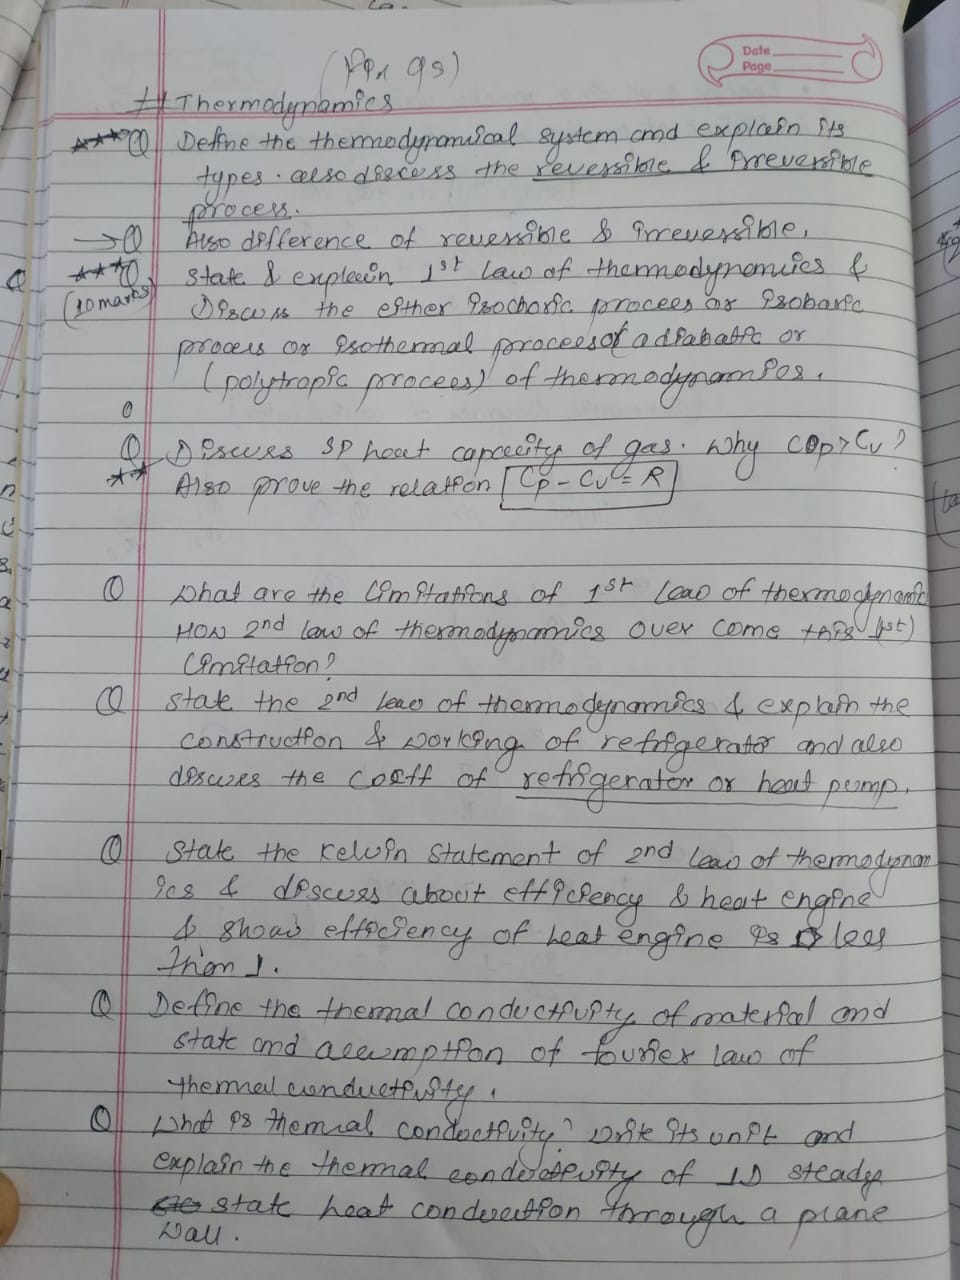 Date
Page
# Thermodynamics
*** Q Define the thermodynamical system and explain its
types. also discess the reversible & irreversible
process.
→ Q Also difference of reversible & irreversible.
*** Q State & explain 1st law of thermodynamics &
(10 marks) Discuss the either isochoric process or isobaric
process or isothermal process or adiabatic or
(polytropic process) of thermodynamics.
Q Discuss SP heat capacity of gas. Why Cp > Cv?
** Also prove the relation Cp - Cv = R
Q What are the limitations of 1st law of thermodynamic
How 2nd law of thermodynamics over come this (1st)
limitation?
Q State the 2nd law of thermodynamics & explain the
construction & working of refrigerator and also
discuss the coeff of refrigerator or heat pump.
Q State the Kelvin Statement of 2nd law of thermodynam
ics & discuss about efficiency & heat engine
& show efficiency of heat engine is less
than 1.
Q Define the thermal conductivity of material and
state and assumption of fourier law of
thermal conductivity.
Q What is thermal conductivity? write its unit and
explain the thermal conductivity of 1D steady
state heat conduction through a plane
wall.